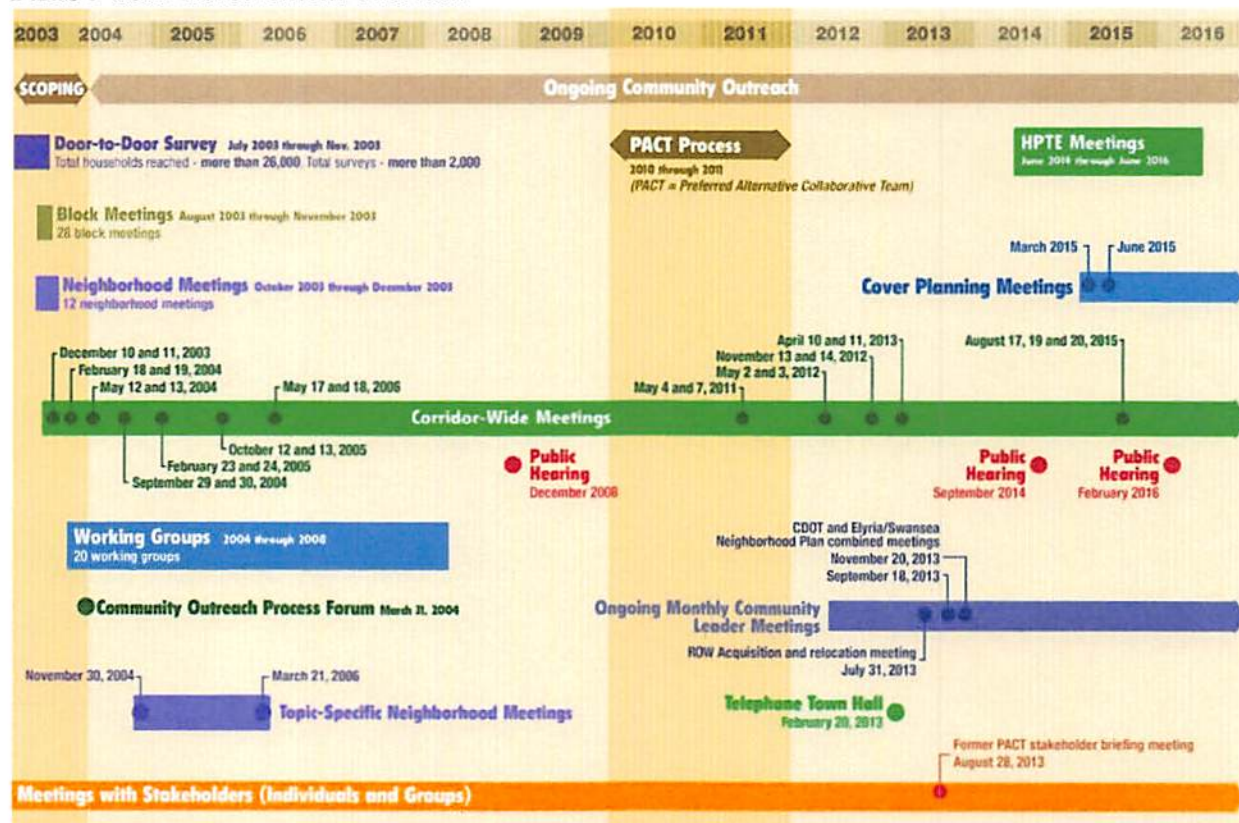 2003 2004 2005 2006 2007 2008 2009 2010 2011 2012 2013 2014 2015 2016
SCOPING
Ongoing Community Outreach
Door-to-Door Survey July 2003 through Nov. 2003
Total households reached - more than 26,000. Total surveys - more than 2,000
PACT Process
2010 through 2011
(PACT = Preferred Alternative Collaborative Team)
HPTE Meetings
June 2014 through June 2016
Block Meetings August 2003 through November 2003
28 block meetings
March 2015
June 2015
Cover Planning Meetings
Neighborhood Meetings October 2003 through December 2003
12 neighborhood meetings
December 10 and 11, 2003
February 18 and 19, 2004
May 12 and 13, 2004
May 17 and 18, 2006
April 10 and 11, 2013
November 13 and 14, 2012
May 2 and 3, 2012
May 4 and 7, 2011
August 17, 19 and 20, 2015
Corridor-Wide Meetings
October 12 and 13, 2005
February 23 and 24, 2005
September 29 and 30, 2004
Public
Hearing
December 2008
Public
Hearing
September 2014
Public
Hearing
February 2016
Working Groups 2004 through 2008
20 working groups
CDOT and Elyria/Swansea
Neighborhood Plan combined meetings
November 20, 2013
September 18, 2013
Community Outreach Process Forum March 31, 2004
Ongoing Monthly Community
Leader Meetings
ROW Acquisition and relocation meeting
July 31, 2013
November 30, 2004
March 21, 2006
Topic-Specific Neighborhood Meetings
Telephone Town Hall
February 20, 2013
Former PACT stakeholder briefing meeting
August 28, 2013
Meetings with Stakeholders (Individuals and Groups)